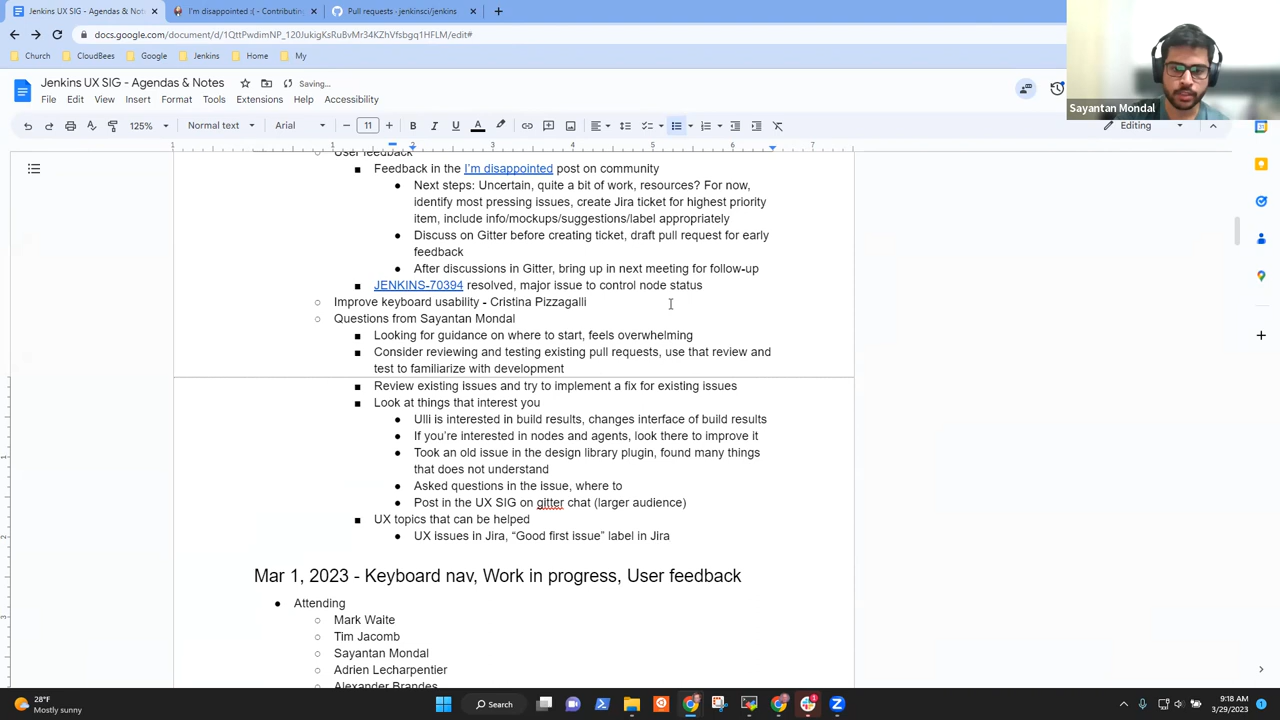 Jenkins UX SIG - Agendas & Notes
I'm disappointed :( - Contributing
Pull requests · jenkinsci/jenkins
docs.google.com/document/d/1QttPwdimNP_120JukigKsRuBvMr34KZhVfsbgq1HFLM/edit#
Church
CloudBees
Google
Jenkins
Home
My
Jenkins UX SIG - Agendas & Notes
Saving...
File Edit View Insert Format Tools Extensions Help Accessibility
125% Normal text Arial 11 Editing
Sayantan Mondal
1 2 3 4 5 6 7
User feedback
Feedback in the I'm disappointed post on community
Next steps: Uncertain, quite a bit of work, resources? For now,
identify most pressing issues, create Jira ticket for highest priority
item, include info/mockups/suggestions/label appropriately
Discuss on Gitter before creating ticket, draft pull request for early
feedback
After discussions in Gitter, bring up in next meeting for follow-up
JENKINS-70394 resolved, major issue to control node status
Improve keyboard usability - Cristina Pizzagalli
Questions from Sayantan Mondal
Looking for guidance on where to start, feels overwhelming
Consider reviewing and testing existing pull requests, use that review and
test to familiarize with development
Review existing issues and try to implement a fix for existing issues
Look at things that interest you
Ulli is interested in build results, changes interface of build results
If you're interested in nodes and agents, look there to improve it
Took an old issue in the design library plugin, found many things
that does not understand
Asked questions in the issue, where to
Post in the UX SIG on gitter chat (larger audience)
UX topics that can be helped
UX issues in Jira, “Good first issue” label in Jira
Mar 1, 2023 - Keyboard nav, Work in progress, User feedback
Attending
Mark Waite
Tim Jacomb
Sayantan Mondal
Adrien Lecharpentier
Alexander Brandes
28°F
Mostly sunny
Search
9:18 AM
3/29/2023